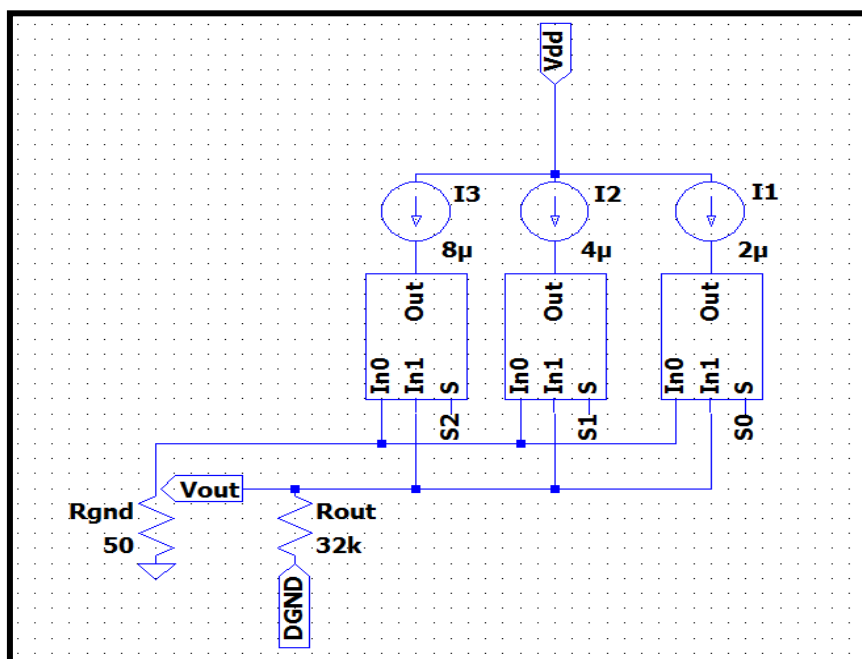 Vdd
I3
I2
I1
8µ
4µ
2µ
Out
Out
Out
In0
In1
S
In0
In1
S
In0
In1
S
S2
S1
S0
Vout
Rgnd
50
Rout
32k
DGND